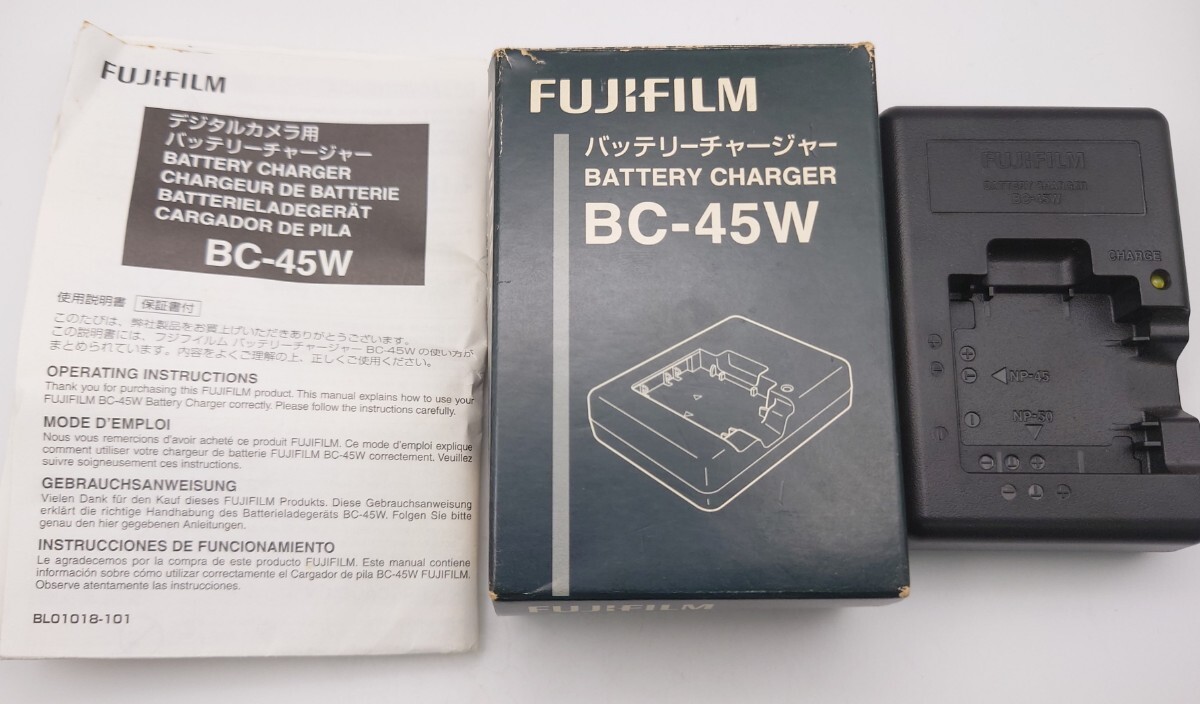 FUJIFILM
デジタルカメラ用
バッテリーチャージャー
BATTERY CHARGER
CHARGEUR DE BATTERIE
BATTERIELADEGERÄT
CARGADOR DE PILA
BC-45W
使用説明書 保証書付
このたびは、弊社製品をお買上げいただきありがとうございます。
この説明書には、フジフイルム バッテリーチャージャー BC-45W の使い方が
まとめられています。内容をよくご理解の上、正しくご使用ください。
OPERATING INSTRUCTIONS
Thank you for purchasing this FUJIFILM product. This manual explains how to use your
FUJIFILM BC-45W Battery Charger correctly. Please follow the instructions carefully.
MODE D'EMPLOI
Nous vous remercions d'avoir acheté ce produit FUJIFILM. Ce mode d'emploi explique
comment utiliser votre chargeur de batterie FUJIFILM BC-45W correctement. Veuillez
suivre soigneusement ces instructions.
GEBRAUCHSANWEISUNG
Vielen Dank für den Kauf dieses FUJIFILM Produkts. Diese Gebrauchsanweisung
erklärt die richtige Handhabung des Batterieladegeräts BC-45W. Folgen Sie bitte
genau den hier gegebenen Anleitungen.
INSTRUCCIONES DE FUNCIONAMIENTO
Le agradecemos por la compra de este producto FUJIFILM. Este manual contiene
información sobre cómo utilizar correctamente el Cargador de pila BC-45W FUJIFILM.
Observe atentamente las instrucciones.
BL01018-101
FUJIFILM
バッテリーチャージャー
BATTERY CHARGER
BC-45W
FUJIFILM
FUJIFILM
BATTERY CHARGER
BC-45W
CHARGE
NP-45
NP-50